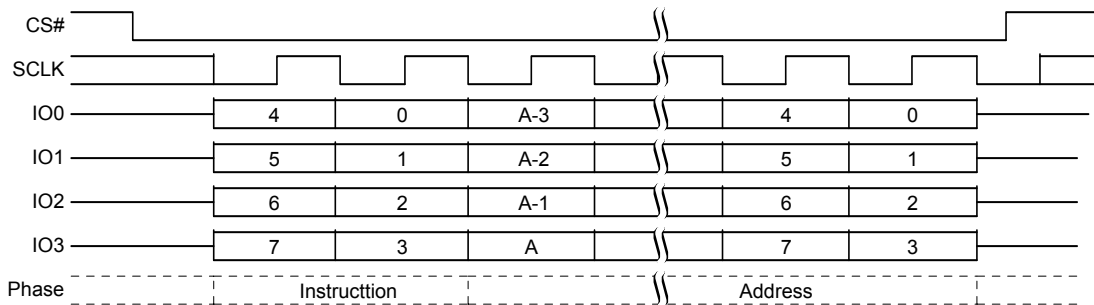 CS#
SCLK
IO0 4 0 A-3 4 0
IO1 5 1 A-2 5 1
IO2 6 2 A-1 6 2
IO3 7 3 A 7 3
Phase Instructtion Address